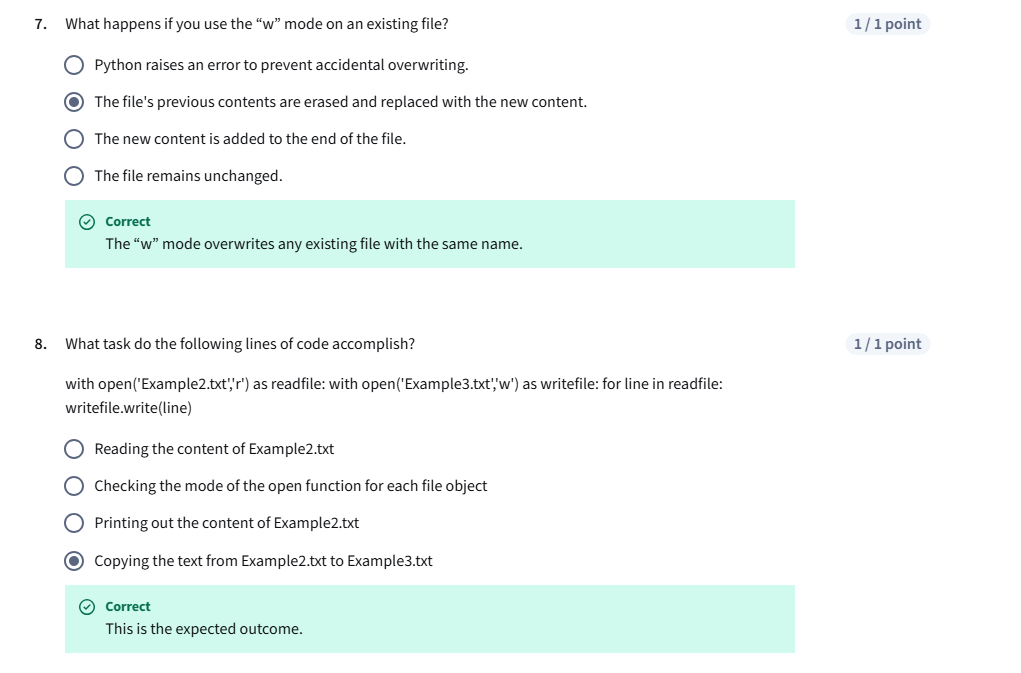 7. What happens if you use the “w” mode on an existing file? 1 / 1 point
Python raises an error to prevent accidental overwriting.
The file's previous contents are erased and replaced with the new content.
The new content is added to the end of the file.
The file remains unchanged.
Correct
The “w” mode overwrites any existing file with the same name.
8. What task do the following lines of code accomplish? 1 / 1 point
with open('Example2.txt','r') as readfile: with open('Example3.txt','w') as writefile: for line in readfile:
writefile.write(line)
Reading the content of Example2.txt
Checking the mode of the open function for each file object
Printing out the content of Example2.txt
Copying the text from Example2.txt to Example3.txt
Correct
This is the expected outcome.